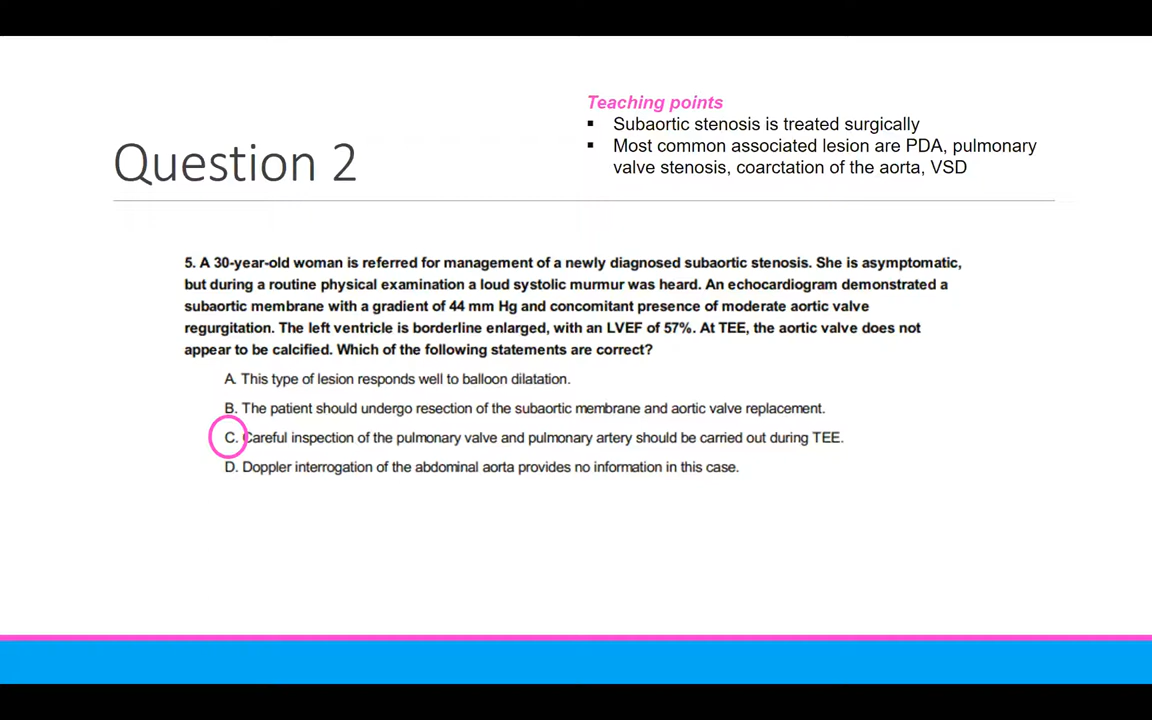 Teaching points
▪ Subaortic stenosis is treated surgically
▪ Most common associated lesion are PDA, pulmonary
valve stenosis, coarctation of the aorta, VSD
Question 2
5. A 30-year-old woman is referred for management of a newly diagnosed subaortic stenosis. She is asymptomatic,
but during a routine physical examination a loud systolic murmur was heard. An echocardiogram demonstrated a
subaortic membrane with a gradient of 44 mm Hg and concomitant presence of moderate aortic valve
regurgitation. The left ventricle is borderline enlarged, with an LVEF of 57%. At TEE, the aortic valve does not
appear to be calcified. Which of the following statements are correct?
A. This type of lesion responds well to balloon dilatation.
B. The patient should undergo resection of the subaortic membrane and aortic valve replacement.
C. Careful inspection of the pulmonary valve and pulmonary artery should be carried out during TEE.
D. Doppler interrogation of the abdominal aorta provides no information in this case.